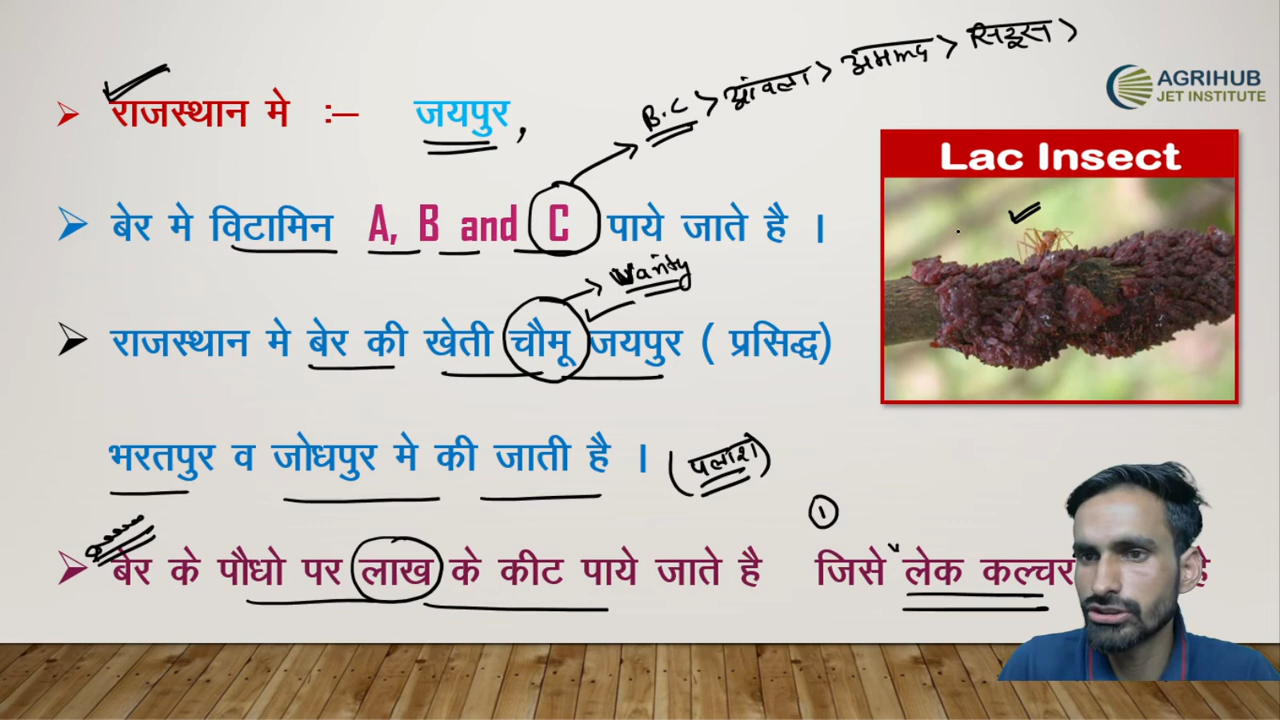 B.C > आंवला > अमरूद > सिट्रस >
AGRIHUB
JET INSTITUTE
➢ राजस्थान मे :– जयपुर,
Lac Insect
➢ बेर मे विटामिन A, B and C पाये जाते है ।
Varity
➢ राजस्थान मे बेर की खेती चौमू जयपुर ( प्रसिद्ध)
भरतपुर व जोधपुर मे की जाती है । (पलाश)
1
➢ बेर के पौधो पर लाख के कीट पाये जाते है जिसे लेक कल्चर है